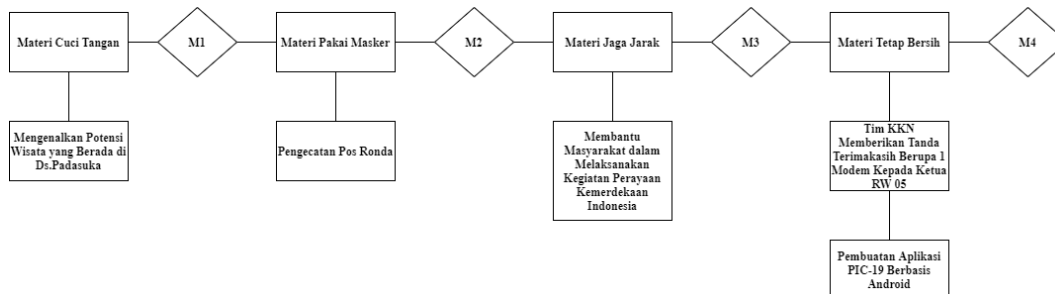 Materi Cuci Tangan
M1
Materi Pakai Masker
M2
Materi Jaga Jarak
M3
Materi Tetap Bersih
M4
Mengenalkan Potensi
Wisata yang Berada di
Ds.Padasuka
Pengecatan Pos Ronda
Membantu
Masyarakat dalam
Melaksanakan
Kegiatan Perayaan
Kemerdekaan
Indonesia
Tim KKN
Memberikan Tanda
Terimakasih Berupa 1
Modem Kepada Ketua
RW 05
Pembuatan Aplikasi
PIC-19 Berbasis
Android